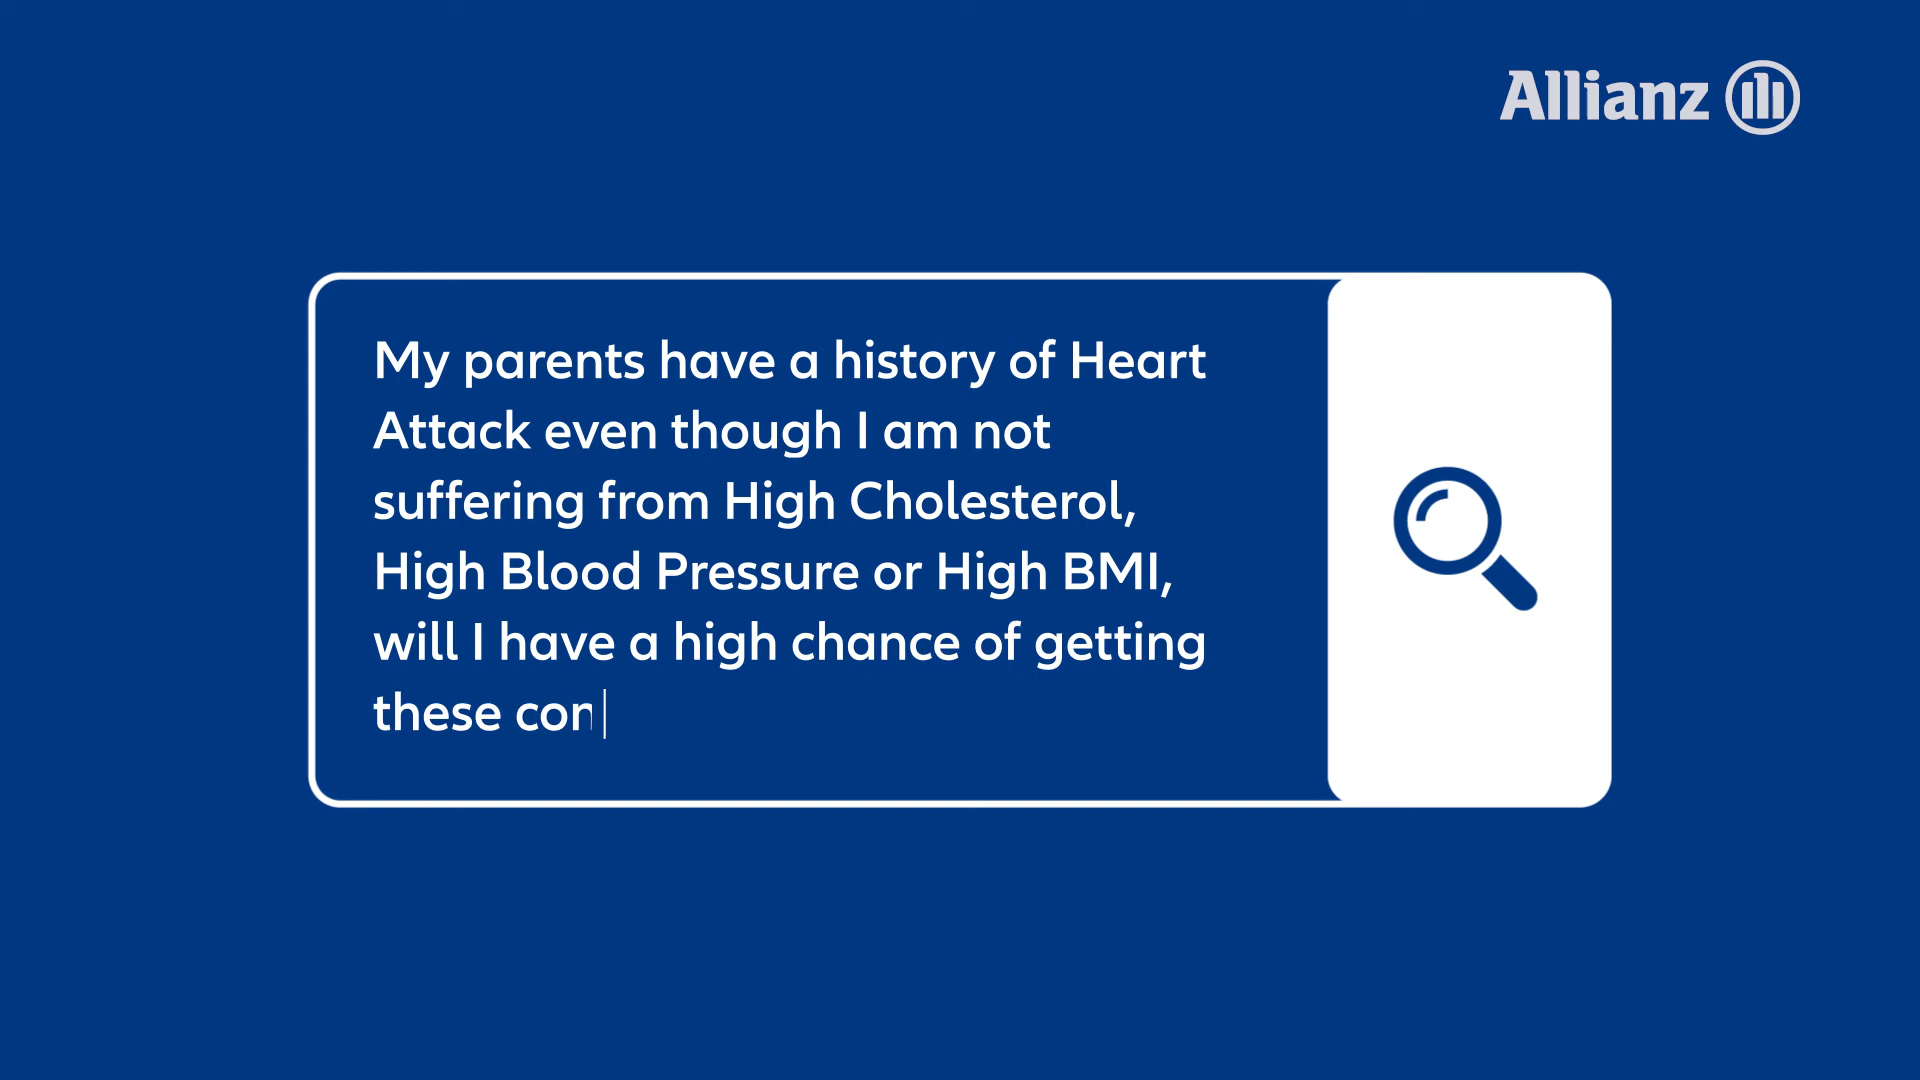 Allianz
My parents have a history of Heart
Attack even though I am not
suffering from High Cholesterol,
High Blood Pressure or High BMI,
will I have a high chance of getting
these con